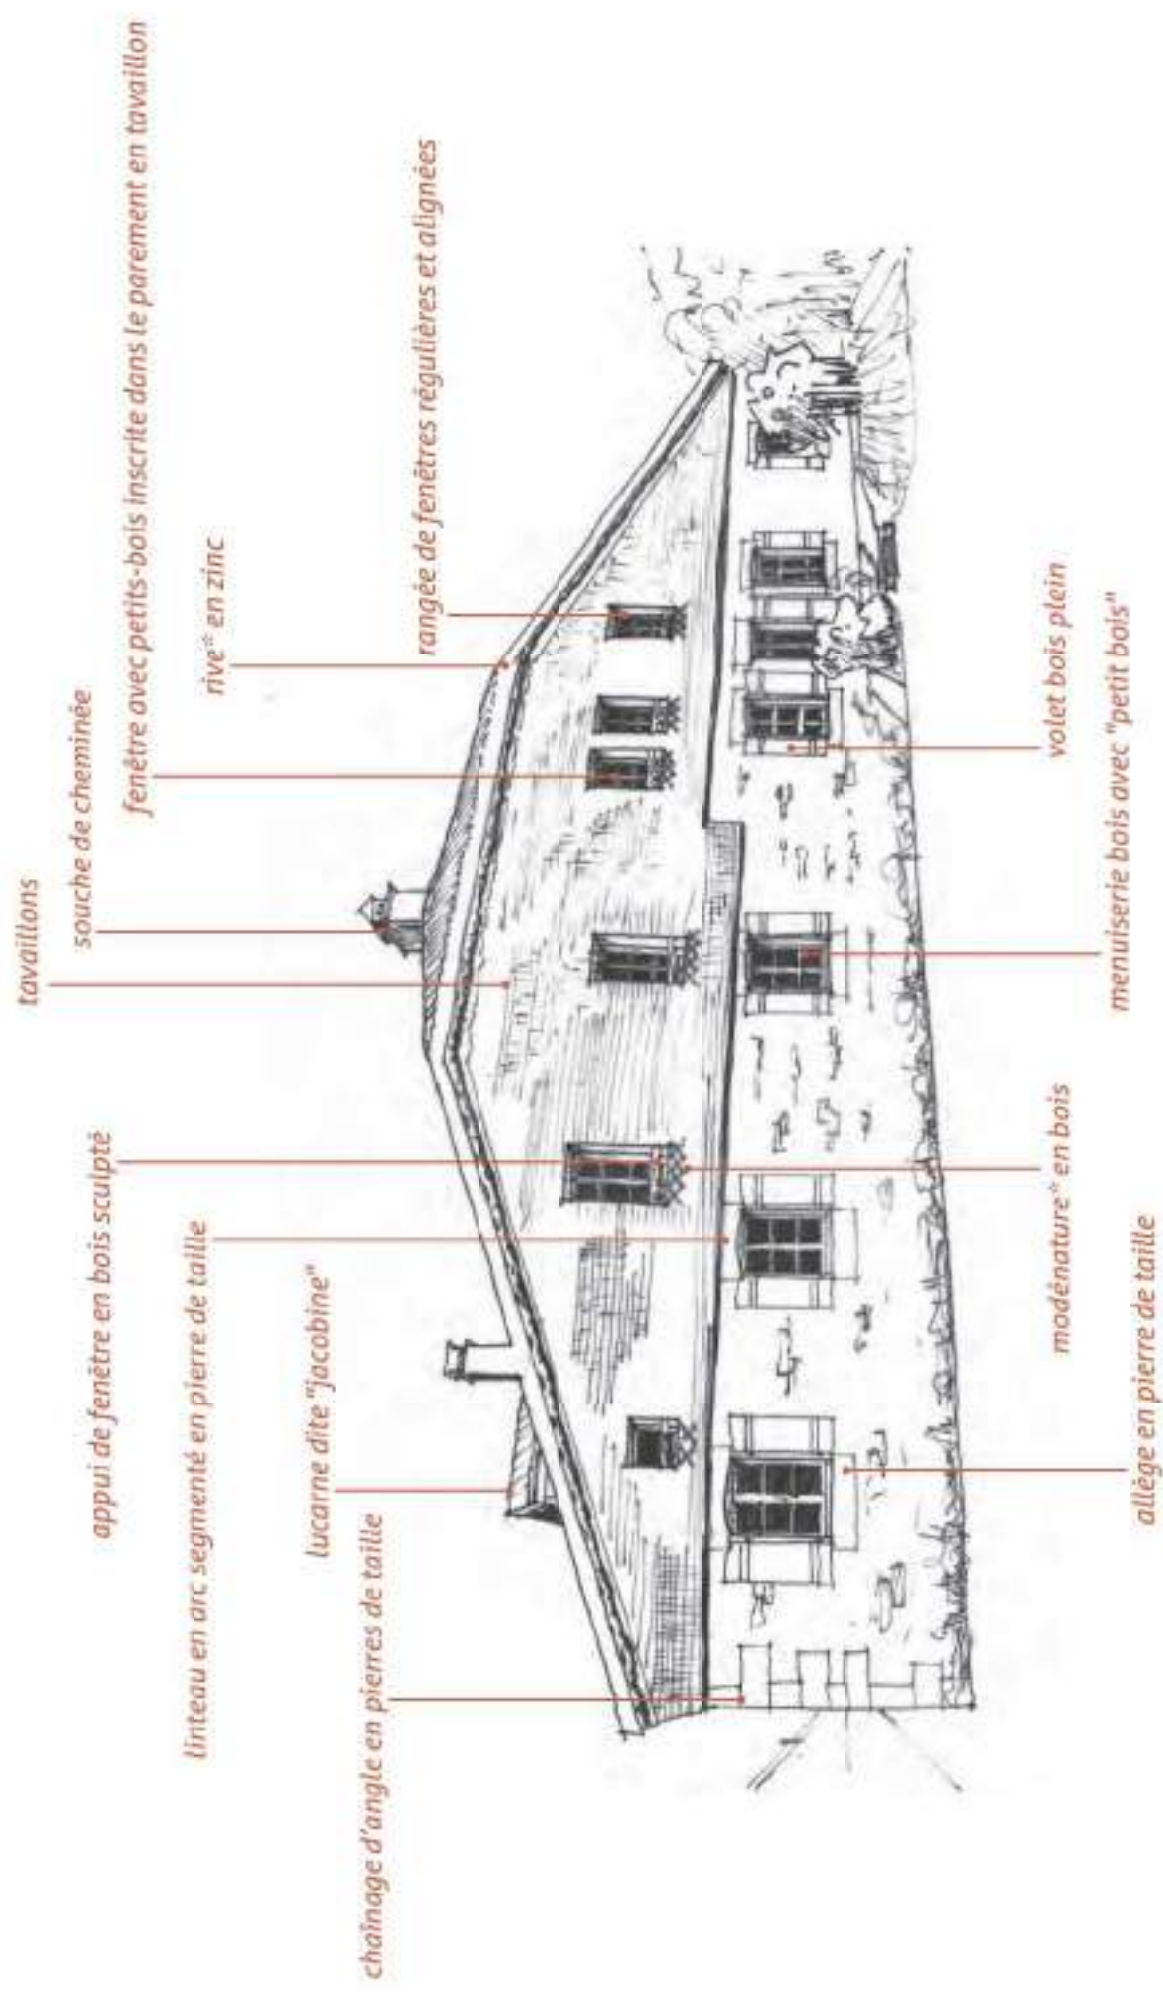 tavaillons
souche de cheminée
appui de fenêtre en bois sculpté
fenêtre avec petits-bois inscrite dans le parement en tavaillon
linteau en arc segmenté en pierre de taille
rive* en zinc
lucarne dite "jacobine"
chaînage d'angle en pierres de taille
rangée de fenêtres régulières et alignées
modénature* en bois
volet bois plein
menuiserie bois avec "petit bois"
allège en pierre de taille